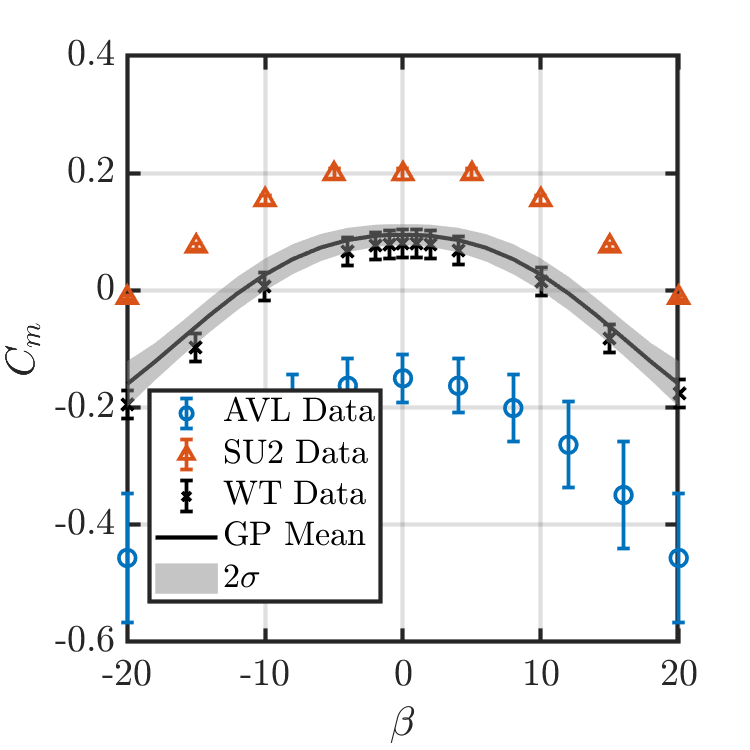 0.4
0.2
0
-0.2
-0.4
-0.6
C_m
AVL Data
SU2 Data
WT Data
GP Mean
2σ
-20
-10
0
10
20
β